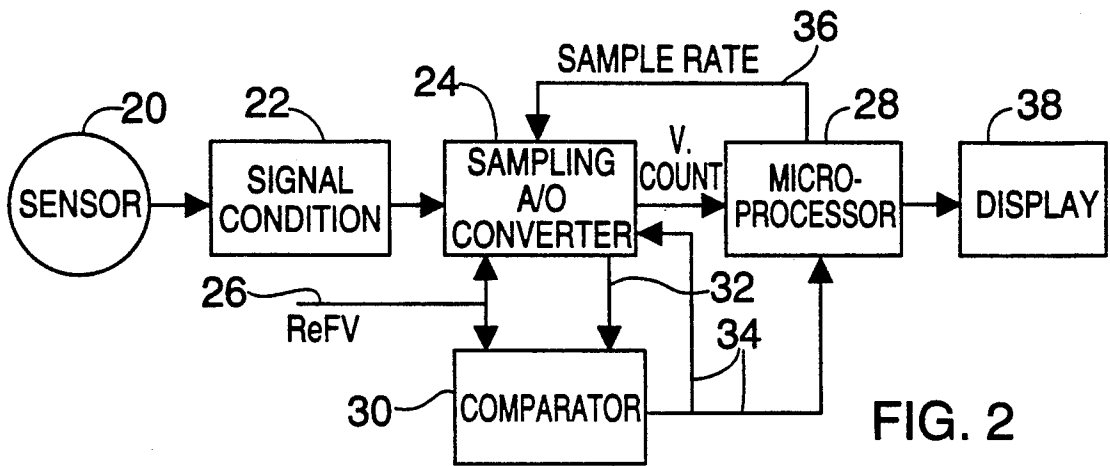 36
SAMPLE RATE
20
22
24
28
38
V.
COUNT
SENSOR
SIGNAL
CONDITION
SAMPLING
A/O
CONVERTER
MICRO-
PROCESSOR
DISPLAY
26
ReFV
32
34
30
COMPARATOR
FIG. 2